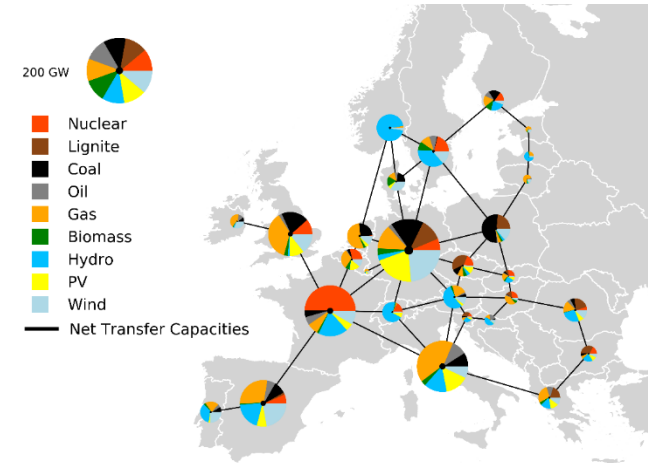 200 GW
Nuclear
Lignite
Coal
Oil
Gas
Biomass
Hydro
PV
Wind
Net Transfer Capacities